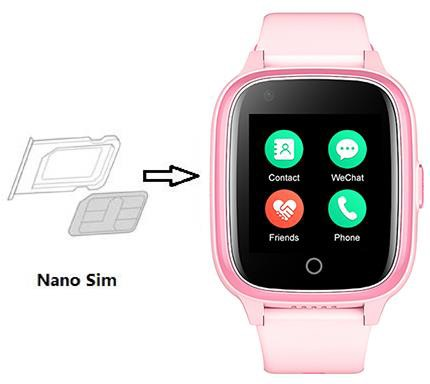 Contact WeChat
Friends Phone
Nano Sim